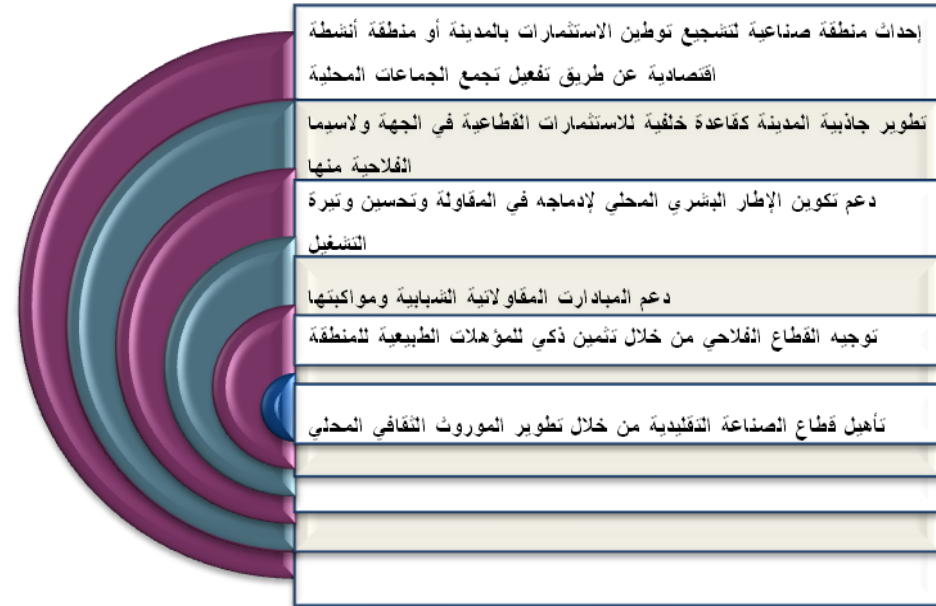 إحداث منطقة صناعية لتشجيع توطين الاستثمارات بالمدينة أو منطقة أنشطة
اقتصادية عن طريق تفعيل تجمع الجماعات المحلية
تطوير جاذبية المدينة كقاعدة خلفية للاستثمارات القطاعية في الجهة ولاسيما
الفلاحية منها
دعم تكوين الإطار البشري المحلي لإدماجه في المقاولة وتحسين وتيرة
التشغيل
دعم المبادارت المقاولاتية الشبابية ومواكبتها
توجيه القطاع الفلاحي من خلال تثمين ذكي للمؤهلات الطبيعية للمنطقة
تأهيل قطاع الصناعة التقليدية من خلال تطوير الموروث الثقافي المحلي